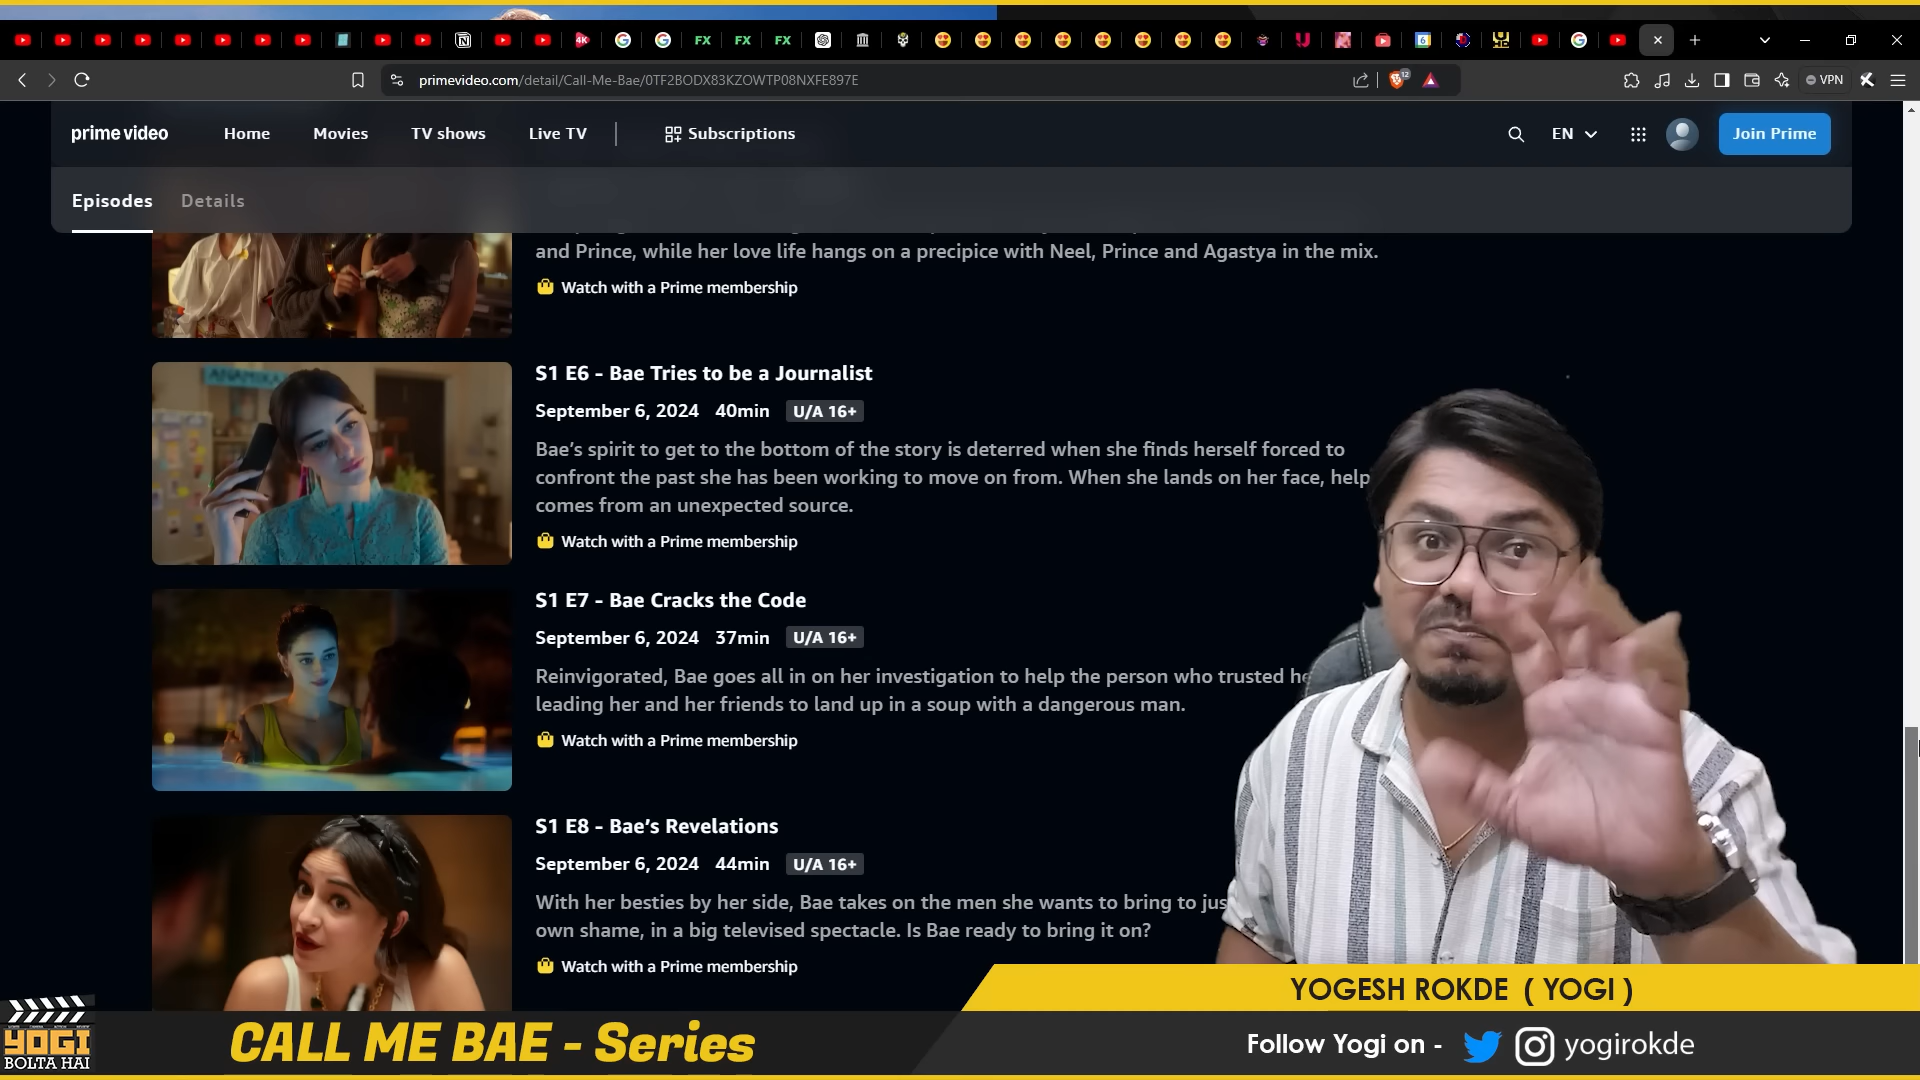 4K
FX
FX
FX
6
primevideo.com/detail/Call-Me-Bae/0TF2BODX83KZOWTP08NXFE897E
12
VPN
prime video
Home
Movies
TV shows
Live TV
Subscriptions
EN
Join Prime
Episodes
Details
and Prince, while her love life hangs on a precipice with Neel, Prince and Agastya in the mix.
Watch with a Prime membership
ANAMIKA
S1 E6 - Bae Tries to be a Journalist
September 6, 2024 40min U/A 16+
Bae’s spirit to get to the bottom of the story is deterred when she finds herself forced to
confront the past she has been working to move on from. When she lands on her face, help
comes from an unexpected source.
Watch with a Prime membership
S1 E7 - Bae Cracks the Code
September 6, 2024 37min U/A 16+
Reinvigorated, Bae goes all in on her investigation to help the person who trusted he
leading her and her friends to land up in a soup with a dangerous man.
Watch with a Prime membership
S1 E8 - Bae’s Revelations
September 6, 2024 44min U/A 16+
With her besties by her side, Bae takes on the men she wants to bring to jus
own shame, in a big televised spectacle. Is Bae ready to bring it on?
Watch with a Prime membership
YOGESH ROKDE ( YOGI )
YOGI
BOLTA HAI
CALL ME BAE - Series
Follow Yogi on -
yogirokde